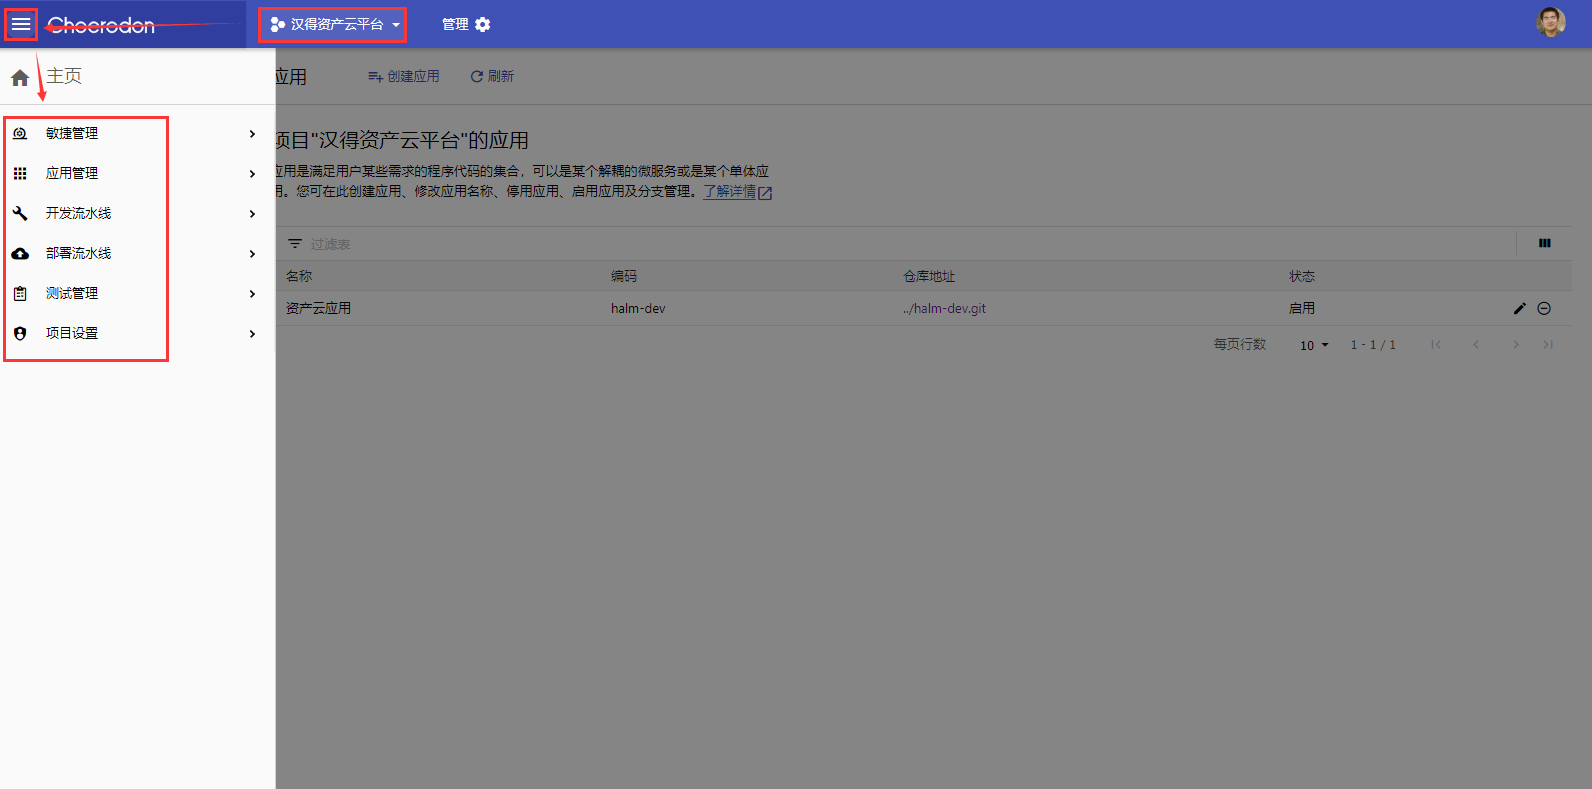 Choerodon
汉得资产云平台
管理
主页
应用
创建应用
刷新
敏捷管理
应用管理
开发流水线
部署流水线
测试管理
项目设置
项目"汉得资产云平台"的应用
应用是满足用户某些需求的程序代码的集合，可以是某个解耦的微服务或是某个单体应
用。您可在此创建应用、修改应用名称、停用应用、启用应用及分支管理。了解详情
过滤表
名称 编码 仓库地址 状态
资产云应用 halm-dev ../halm-dev.git 启用
每页行数 10 1 - 1 / 1